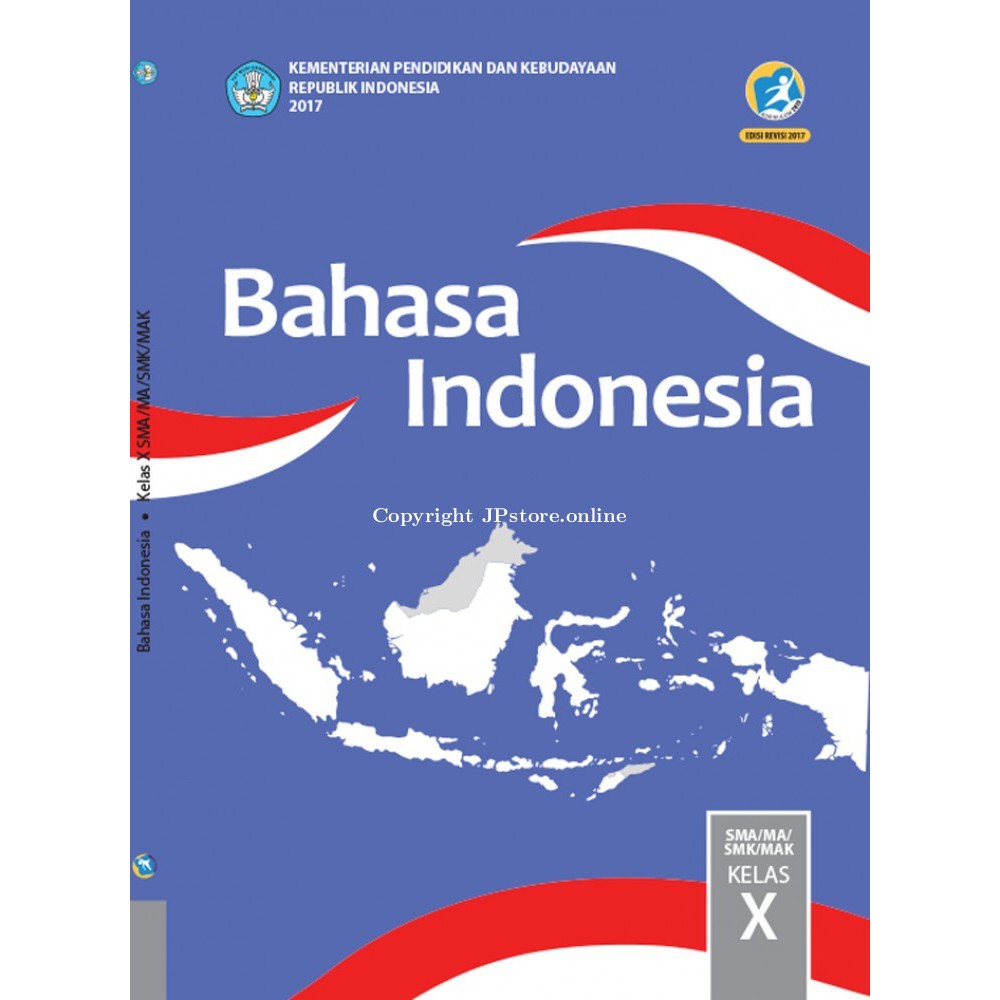 KEMENTERIAN PENDIDIKAN DAN KEBUDAYAAN
REPUBLIK INDONESIA
2017
EDISI REVISI 2017
Bahasa
Indonesia
Bahasa Indonesia • Kelas X SMA/MA/SMK/MAK
Copyright JPstore.online
SMA/MA/
SMK/MAK
KELAS
X